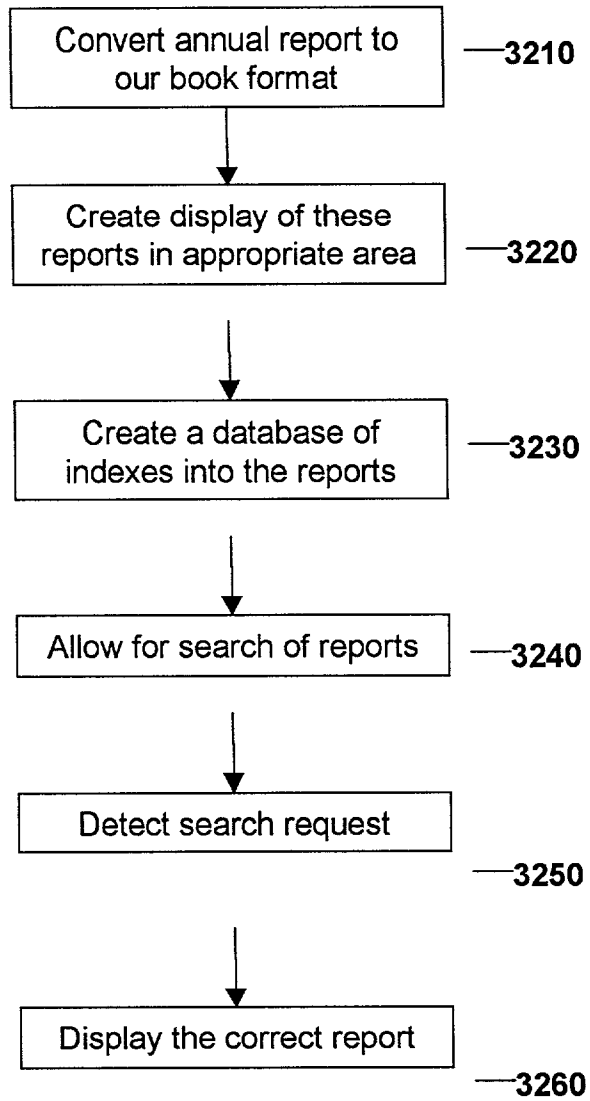 Convert annual report to
our book format
3210
Create display of these
reports in appropriate area
3220
Create a database of
indexes into the reports
3230
Allow for search of reports
3240
Detect search request
3250
Display the correct report
3260